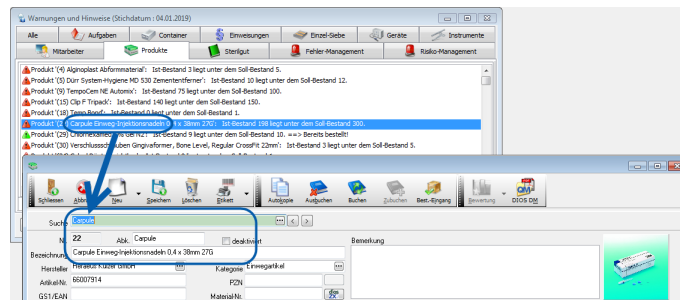 Warnungen und Hinweise (Stichdatum : 04.01.2019)
Alle Aufgaben Container Einweisungen Einzel-Siebe Geräte Instrumente
Mitarbeiter Produkte Sterilgut Fehler-Management Risiko-Management
Produkt '(4) Alginoplast Abformmaterial': Ist-Bestand 3 liegt unter dem Soll-Bestand 5.
Produkt '(5) Dürr System-Hygiene MD 530 Zemententferner': Ist-Bestand 10 liegt unter dem Soll-Bestand 12.
Produkt '(9) TempoCem NE Automix': Ist-Bestand 75 liegt unter dem Soll-Bestand 100.
Produkt '(15) Clip F Tripack': Ist-Bestand 140 liegt unter dem Soll-Bestand 150.
Produkt '(18) Temp Bond': Ist-Bestand 0 liegt unter dem Soll-Bestand 1.
Carpule Einweg-Injektionsnadeln 0,4 x 38mm 27G': Ist-Bestand 198 liegt unter dem Soll-Bestand 300.
Ist-Bestand 9 liegt unter dem Soll-Bestand 10. ==> Bereits bestellt!
Produkt '(30) Verschlussschrauben Gingivaformer, Bone Level, Regular CrossFit 22mm': Ist-Bestand 3 liegt unter dem Soll-Bestand 5.
Schliessen Neu Speichern Löschen Etikett Autokopie Ausbuchen Buchen Zubuchen Best.-Eingang Bewertung DIOS DM
Suche Carpule
22 Abk. Carpule deaktiviert Bemerkung
Bezeichnung Carpule Einweg-Injektionsnadeln 0,4 x 38mm 27G
Hersteller Heraeus Kulzer GmbH Kategorie Einwegartikel
Artikel-Nr. 66007914 PZN
GS1/EAN Material-Nr.